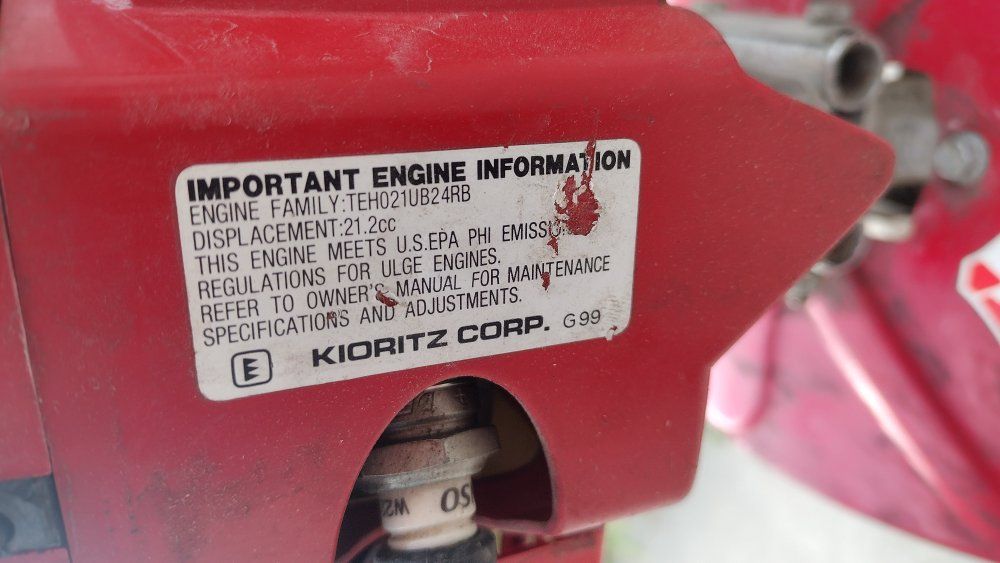 IMPORTANT ENGINE INFORMATION
ENGINE FAMILY:TEH021UB24RB
DISPLACEMENT:21.2cc
THIS ENGINE MEETS U.S.EPA PHI
REGULATIONS FOR ULGE ENGINES.
REFER TO OWNER'S MANUAL FOR MAINTENANCE
SPECIFICATIONS AND ADJUSTMENTS.
KIORITZ CORP. G99